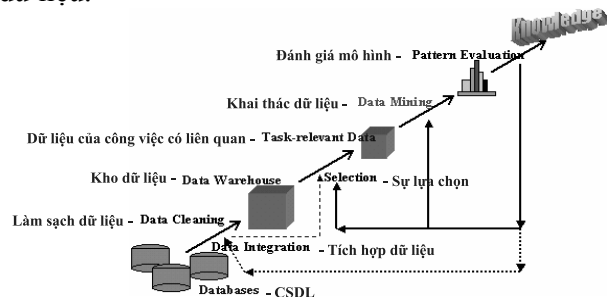 dữ liệu.
Knowledge
Đánh giá mô hình - Pattern Evaluation
Khai thác dữ liệu - Data Mining
Dữ liệu của công việc có liên quan - Task-relevant Data
Kho dữ liệu - Data Warehouse
Selection - Sự lựa chọn
Làm sạch dữ liệu - Data Cleaning
Data Integration - Tích hợp dữ liệu
Databases - CSDL